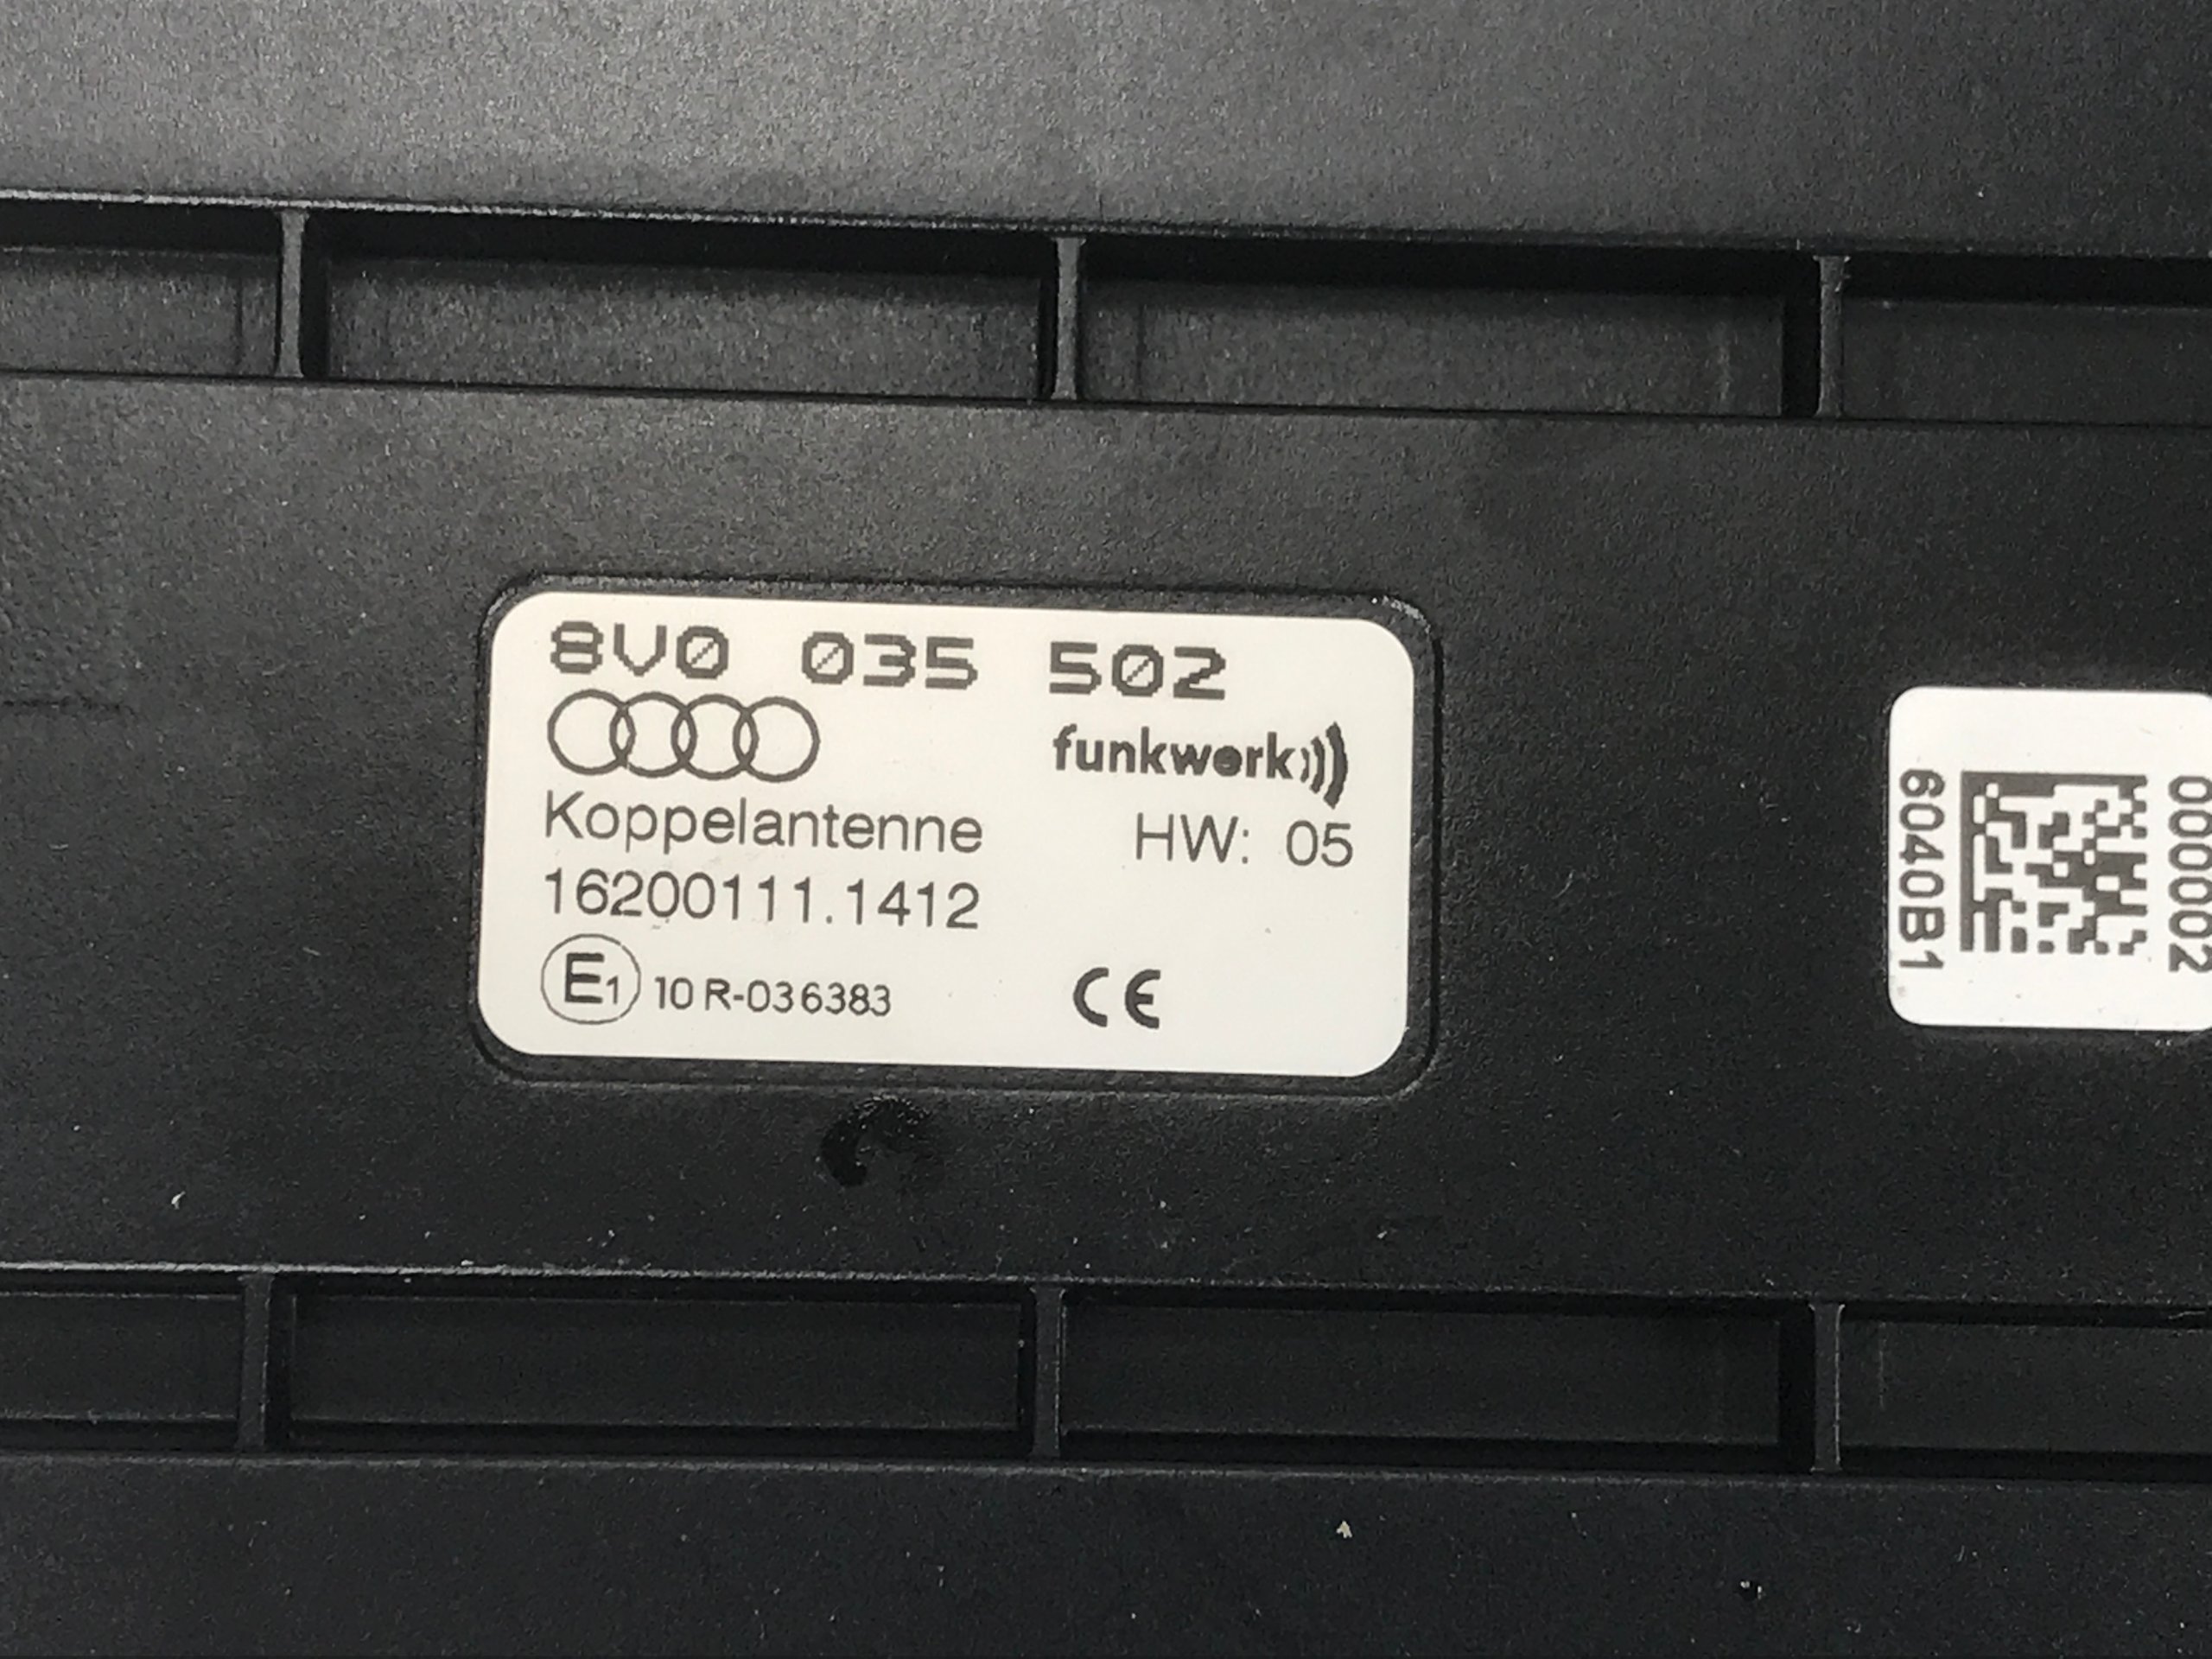 8V0 035 502
funkwerk
Koppelantenne HW: 05
16200111.1412
E1 10 R-036383 CE
000002
6040B1